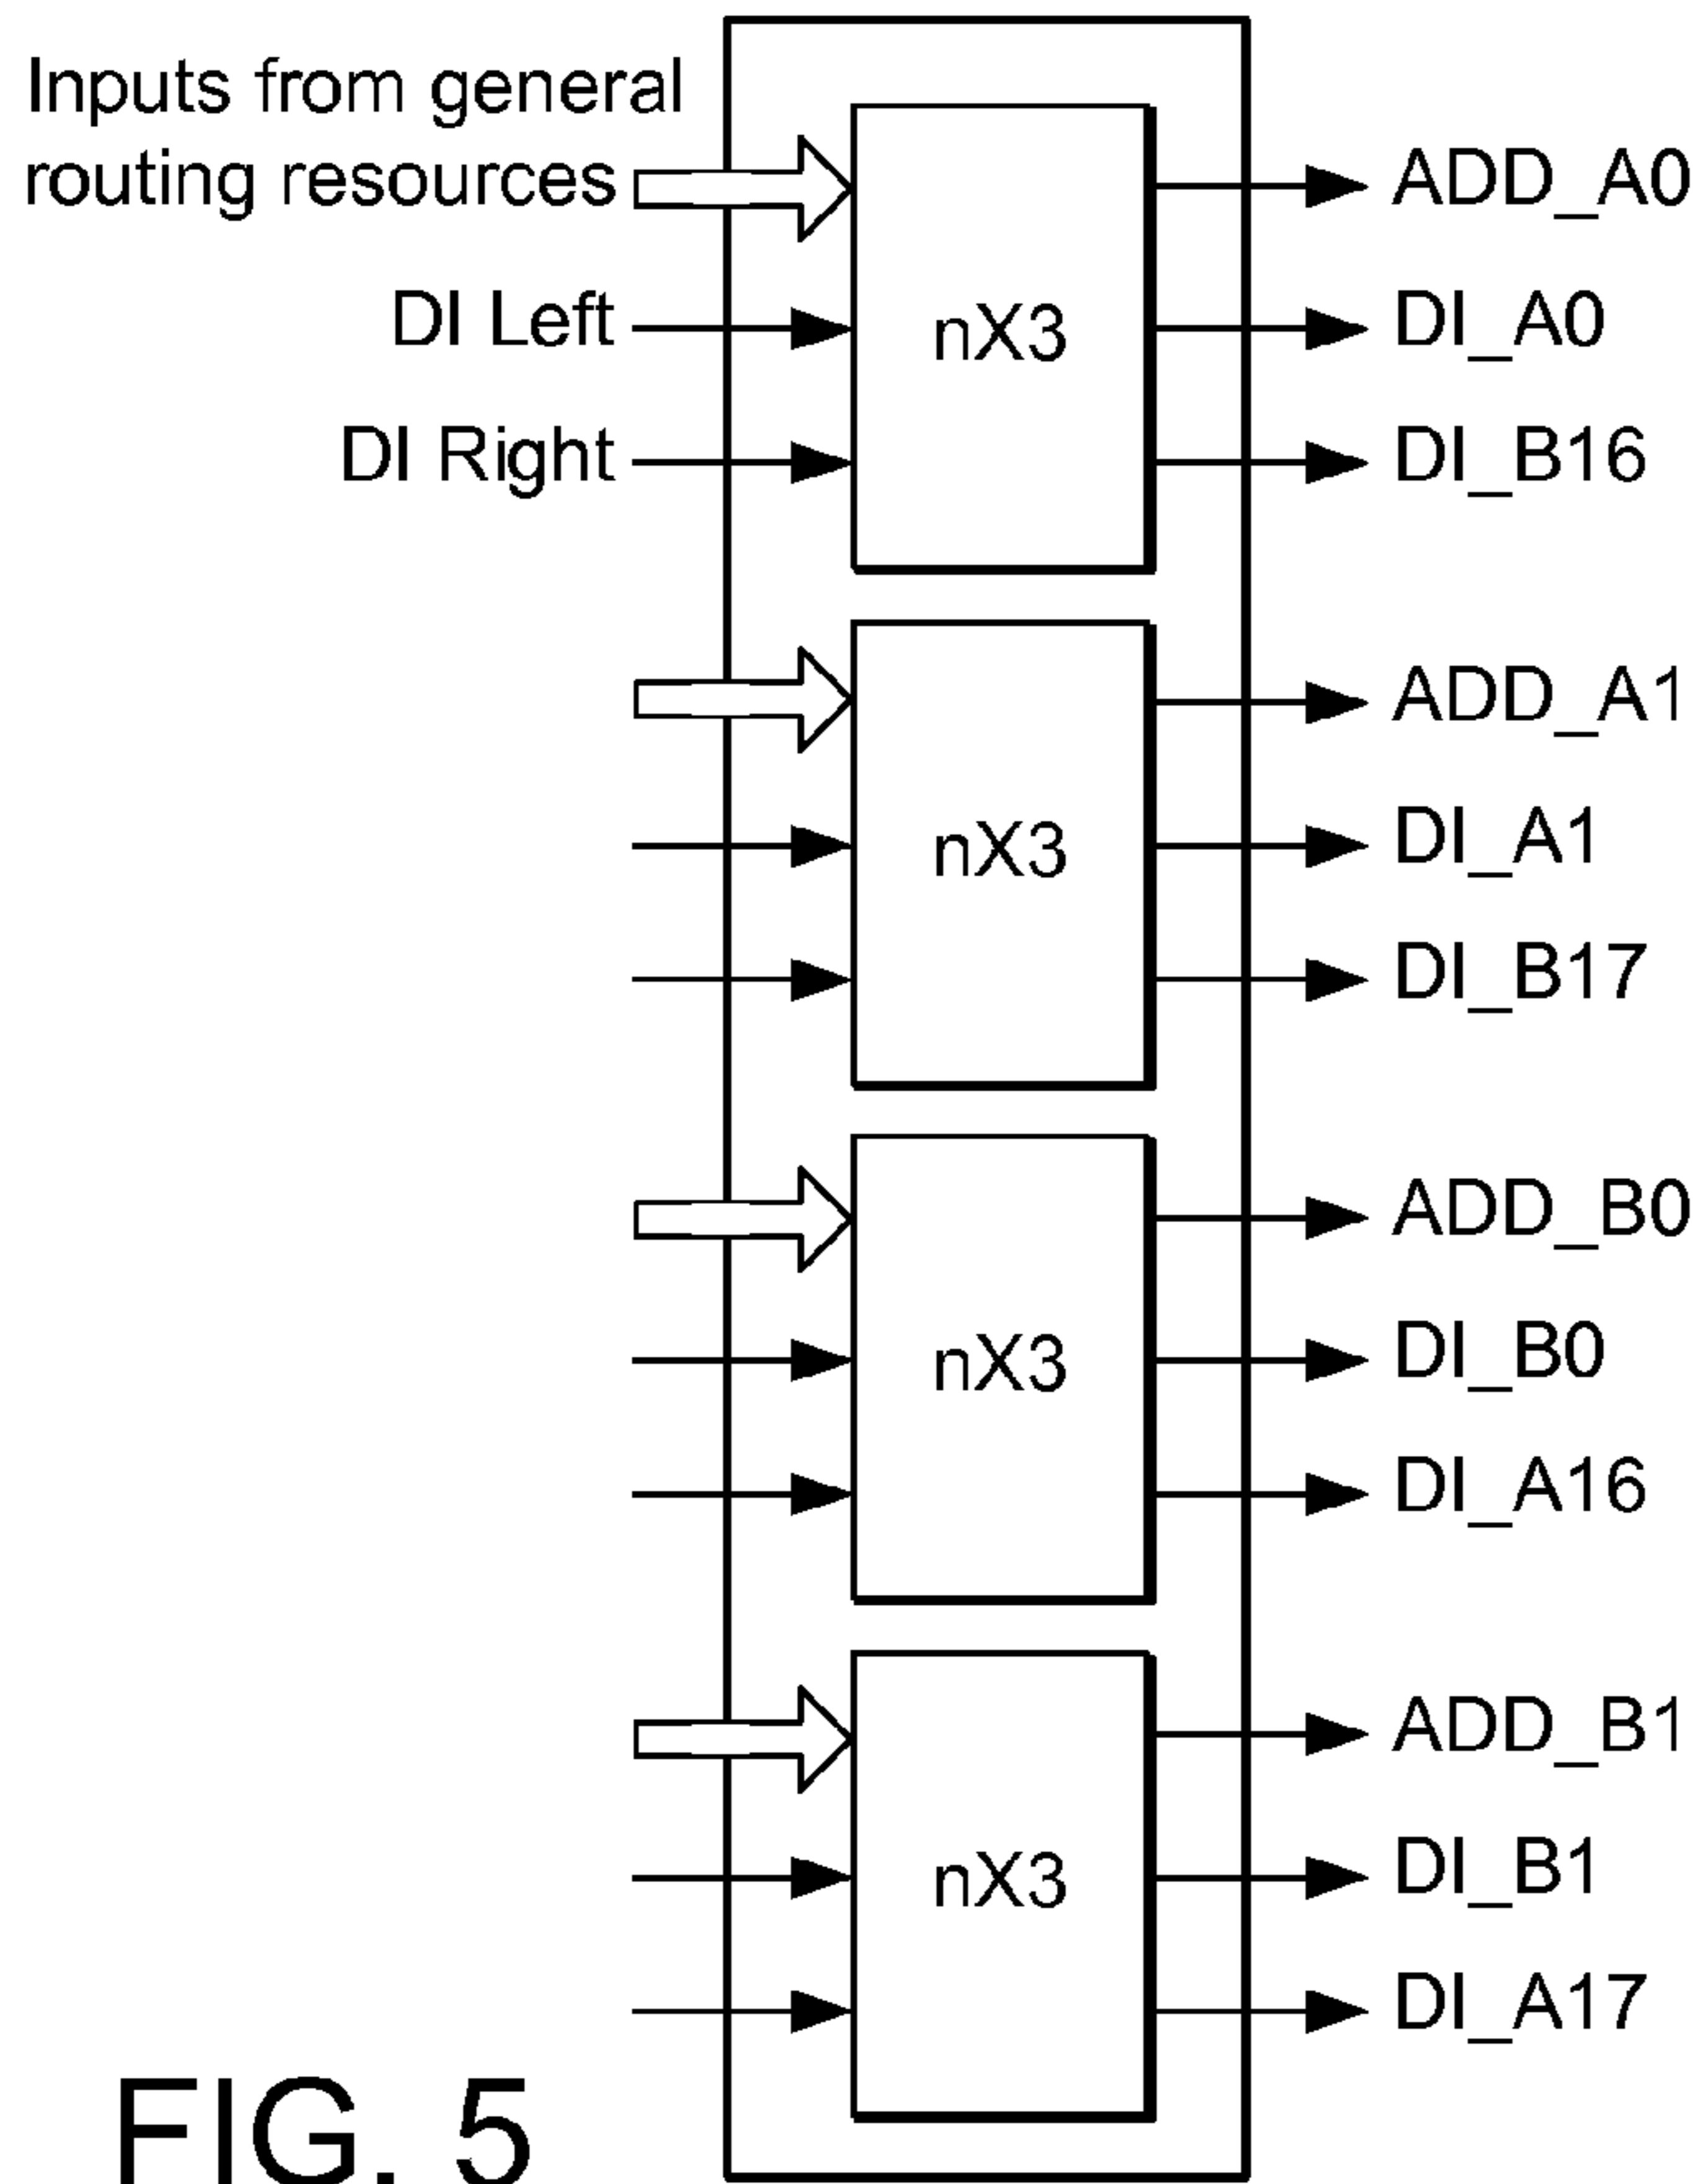 Inputs from general
routing resources
DI Left
DI Right
nX3
ADD_A0
DI_A0
DI_B16
nX3
ADD_A1
DI_A1
DI_B17
nX3
ADD_B0
DI_B0
DI_A16
nX3
ADD_B1
DI_B1
DI_A17
FIG. 5